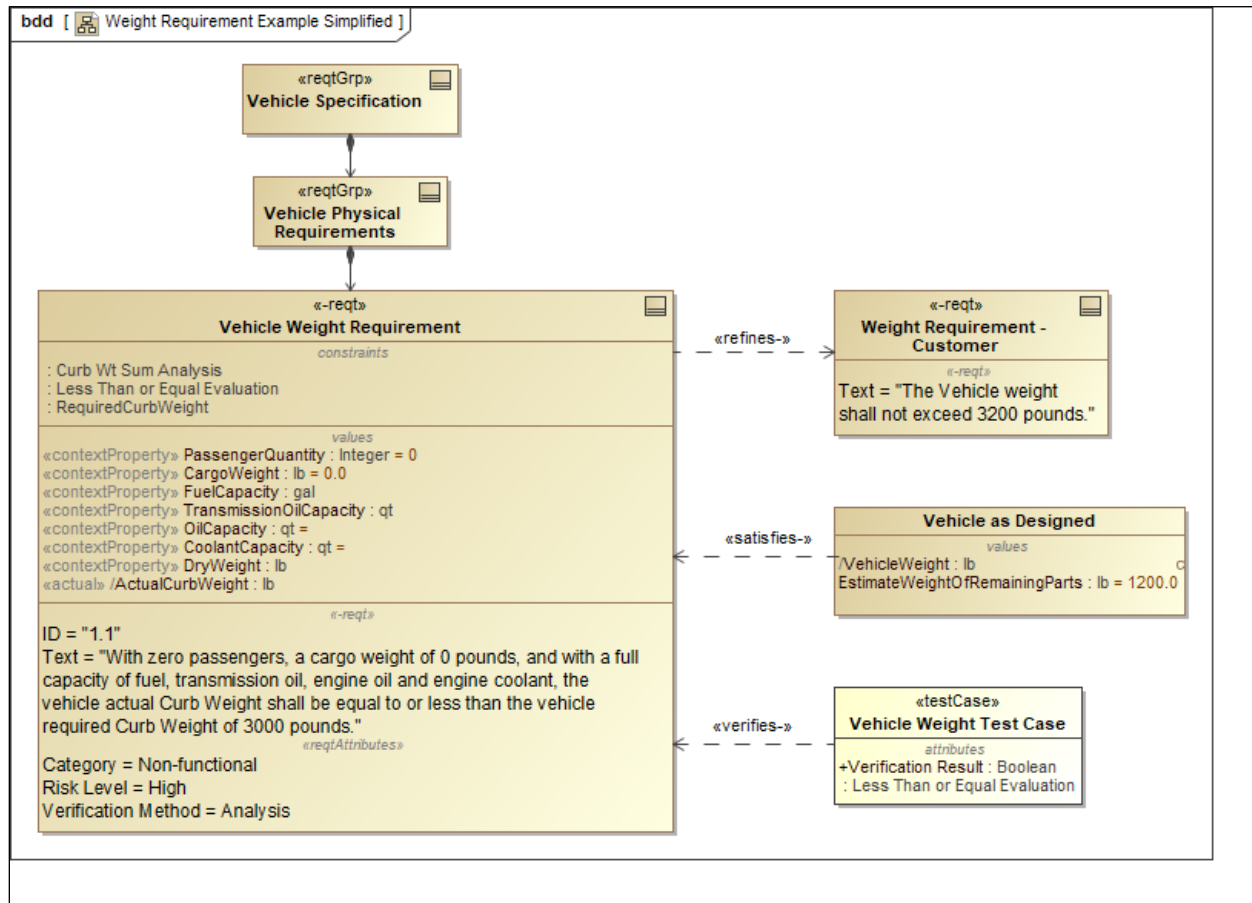 bdd [ Weight Requirement Example Simplified ]
«reqtGrp»
Vehicle Specification
«reqtGrp»
Vehicle Physical
Requirements
«-reqt»
Vehicle Weight Requirement
constraints
: Curb Wt Sum Analysis
: Less Than or Equal Evaluation
: RequiredCurbWeight
values
«contextProperty» PassengerQuantity : Integer = 0
«contextProperty» CargoWeight : lb = 0.0
«contextProperty» FuelCapacity : gal
«contextProperty» TransmissionOilCapacity : qt
«contextProperty» OilCapacity : qt =
«contextProperty» CoolantCapacity : qt =
«contextProperty» DryWeight : lb
«actual» /ActualCurbWeight : lb
«-reqt»
ID = "1.1"
Text = "With zero passengers, a cargo weight of 0 pounds, and with a full
capacity of fuel, transmission oil, engine oil and engine coolant, the
vehicle actual Curb Weight shall be equal to or less than the vehicle
required Curb Weight of 3000 pounds."
«reqtAttributes»
Category = Non-functional
Risk Level = High
Verification Method = Analysis
«refines-»
«-reqt»
Weight Requirement -
Customer
«-reqt»
Text = "The Vehicle weight
shall not exceed 3200 pounds."
«satisfies-»
Vehicle as Designed
values
/VehicleWeight : lb c
EstimateWeightOfRemainingParts : lb = 1200.0
«verifies-»
«testCase»
Vehicle Weight Test Case
attributes
+Verification Result : Boolean
: Less Than or Equal Evaluation